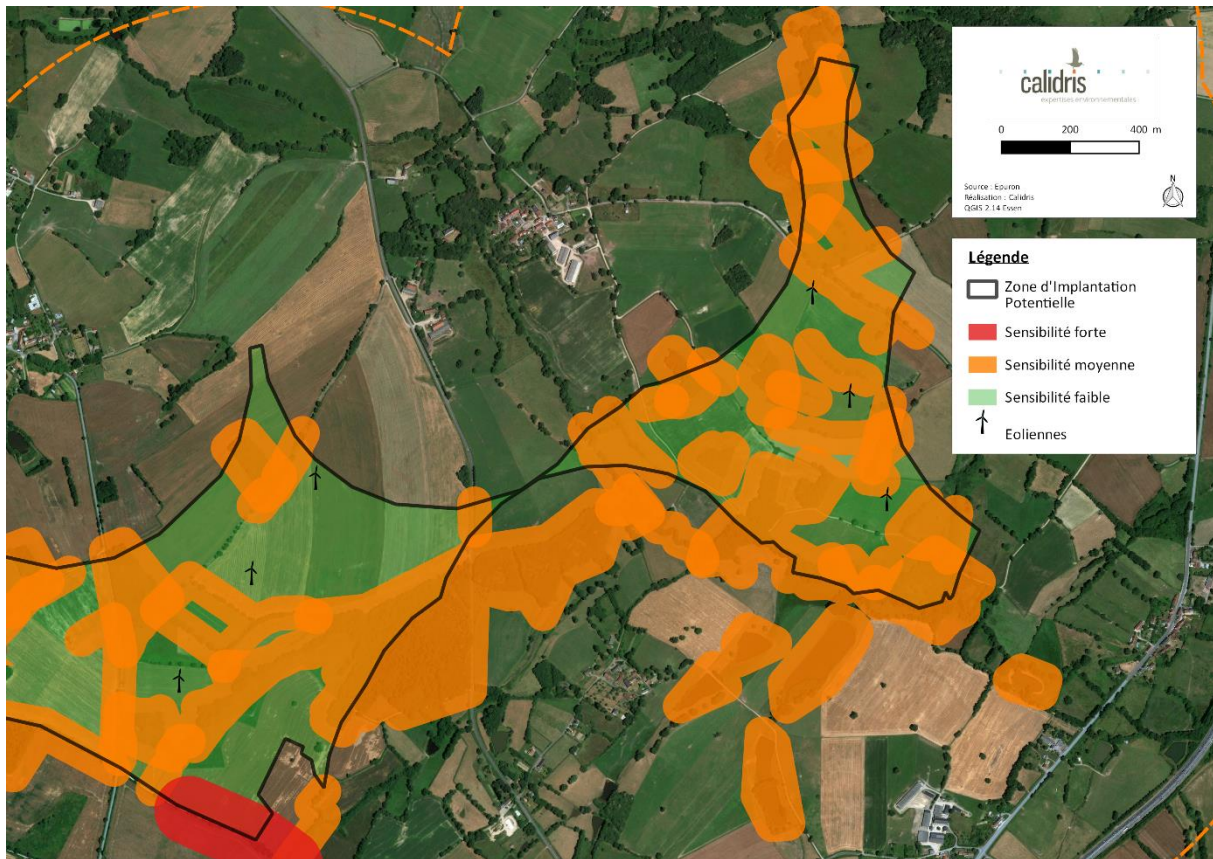 calidris
expertises environnementales
0 200 400 m
Source : Epuron
Réalisation : Calidris
QGIS 2.14 Essen
N
Légende
Zone d'Implantation
Potentielle
Sensibilité forte
Sensibilité moyenne
Sensibilité faible
Eoliennes